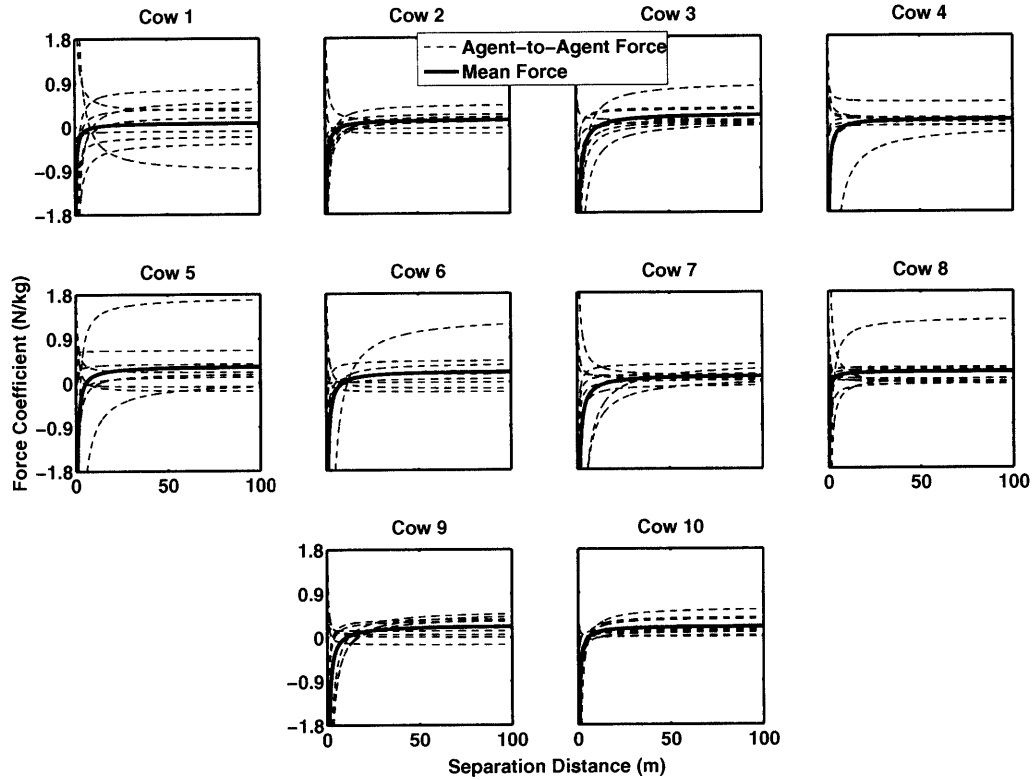 Cow 1
Cow 2
Cow 3
Cow 4
Agent-to-Agent Force
Mean Force
1.8
0.9
0
-0.9
-1.8
Cow 5
Cow 6
Cow 7
Cow 8
Force Coefficient (N/kg)
1.8
0.9
0
-0.9
-1.8
0 50 100
0 50 100
Cow 9
Cow 10
1.8
0.9
0
-0.9
-1.8
0 50 100
0 50 100
Separation Distance (m)